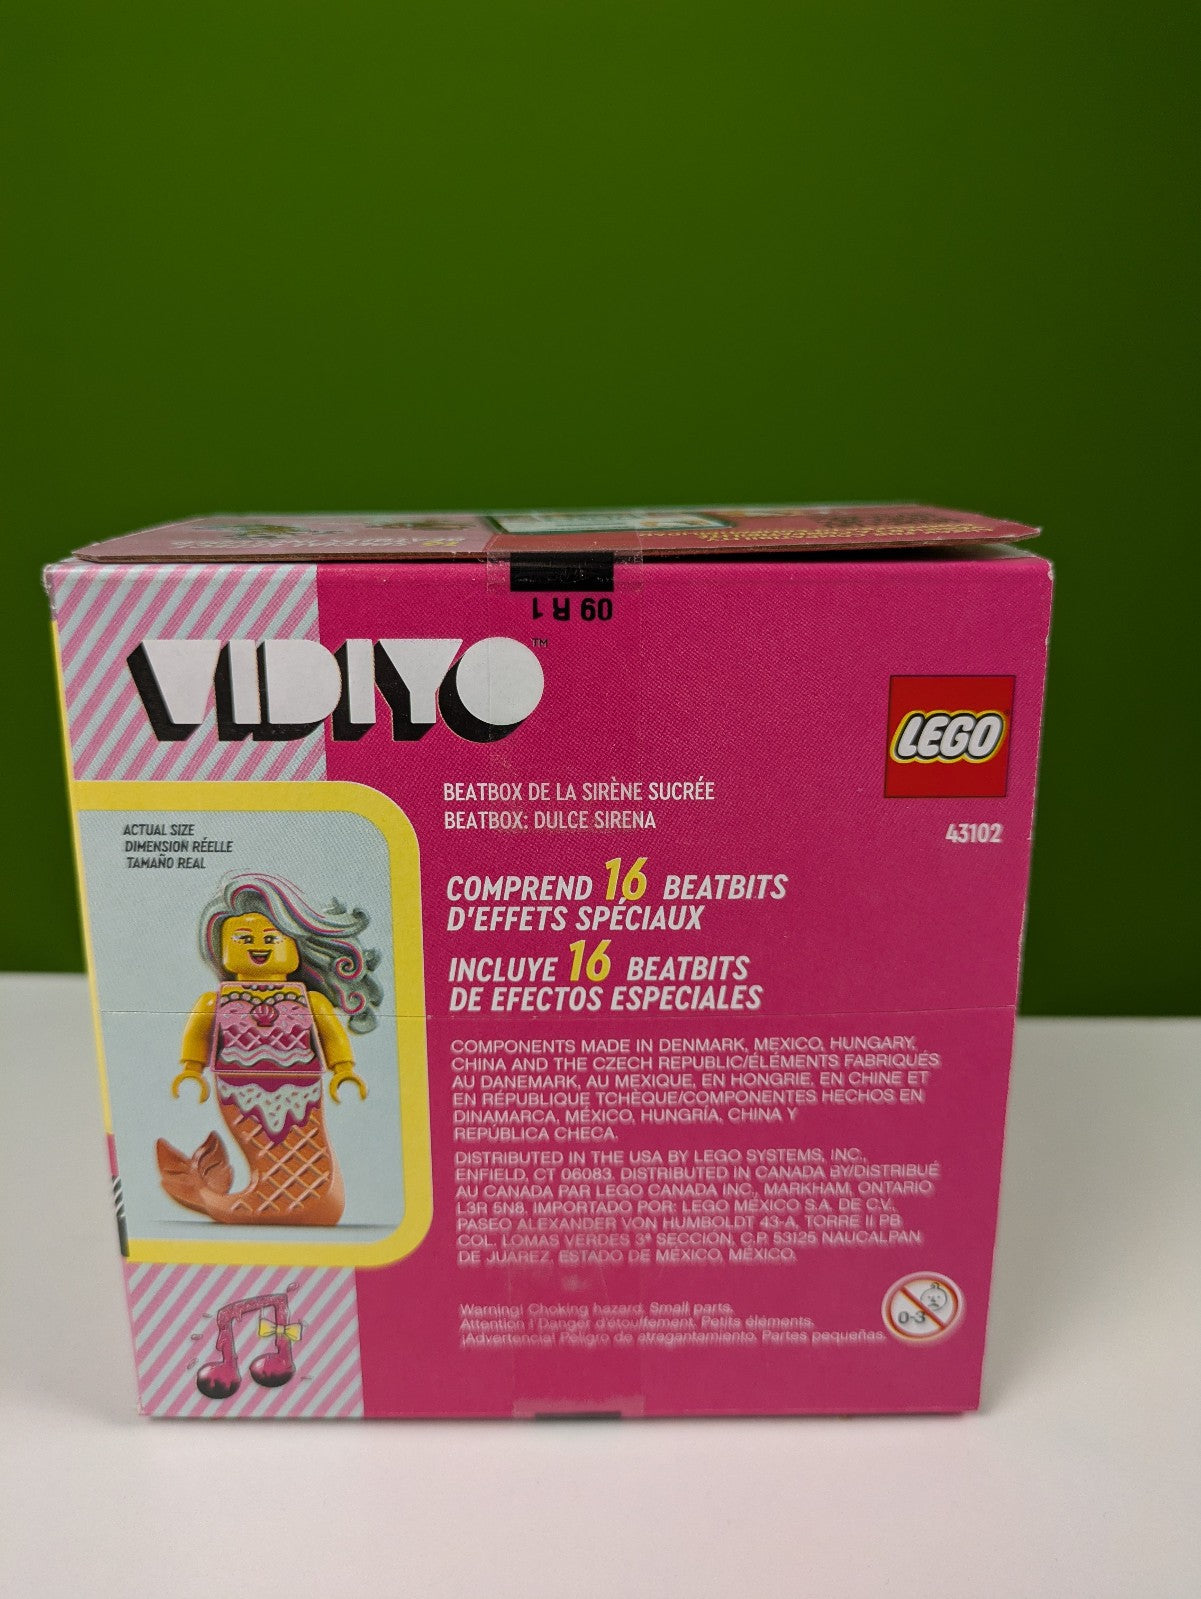 09 R 1
VIDIYO™
LEGO
43102
BEATBOX DE LA SIRÈNE SUCRÉE
BEATBOX: DULCE SIRENA
ACTUAL SIZE
DIMENSION RÉELLE
TAMAÑO REAL
COMPREND 16 BEATBITS
D'EFFETS SPÉCIAUX
INCLUYE 16 BEATBITS
DE EFECTOS ESPECIALES
COMPONENTS MADE IN DENMARK, MEXICO, HUNGARY,
CHINA AND THE CZECH REPUBLIC/ÉLÉMENTS FABRIQUÉS
AU DANEMARK, AU MEXIQUE, EN HONGRIE, EN CHINE ET
EN RÉPUBLIQUE TCHÈQUE/COMPONENTES HECHOS EN
DINAMARCA, MÉXICO, HUNGRÍA, CHINA Y
REPÚBLICA CHECA.
DISTRIBUTED IN THE USA BY LEGO SYSTEMS, INC.,
ENFIELD, CT 06083. DISTRIBUTED IN CANADA BY/DISTRIBUÉ
AU CANADA PAR LEGO CANADA INC., MARKHAM, ONTARIO
L3R 5N8. IMPORTADO POR: LEGO MÉXICO S.A. DE C.V.,
PASEO ALEXANDER VON HUMBOLDT 43-A, TORRE II PB
COL. LOMAS VERDES 3ª SECCIÓN, C.P. 53125 NAUCALPAN
DE JUÁREZ, ESTADO DE MÉXICO, MÉXICO.
Warning! Choking hazard. Small parts.
Attention ! Danger d'étouffement. Petits éléments.
¡Advertencia! Peligro de atragantamiento. Partes pequeñas.
0-3